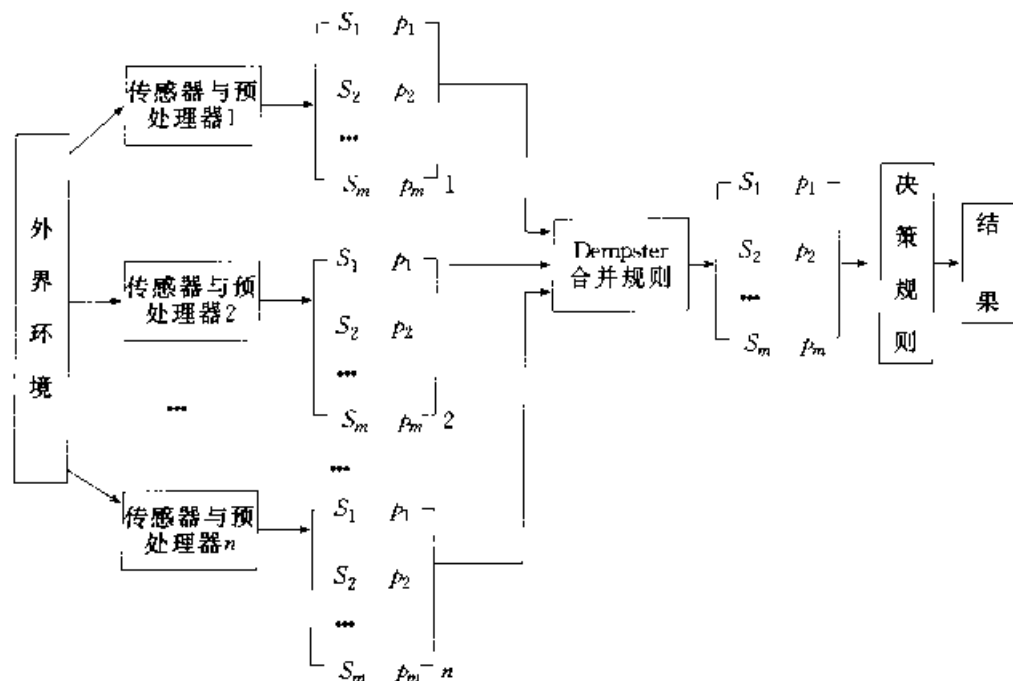 外界环境
传感器与预
处理器1
S1 p1
S2 p2
...
Sm pm 1
传感器与预
处理器2
S1 p1
S2 p2
...
Sm pm 2
...
...
传感器与预
处理器n
S1 p1
S2 p2
...
Sm pm n
Dempster
合并规则
S1 p1
S2 p2
...
Sm pm
决策规则
结果